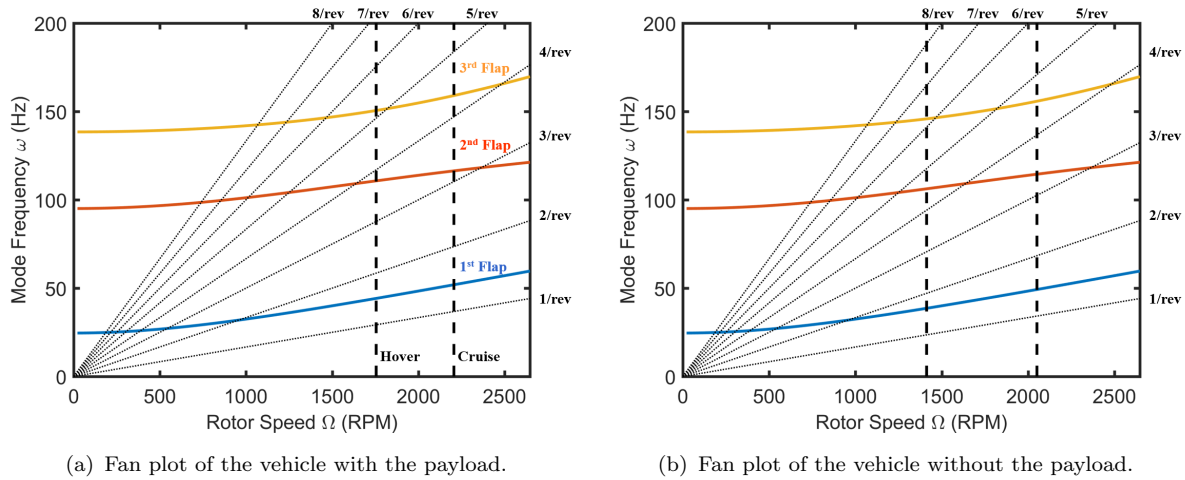 8/rev 7/rev 6/rev 5/rev
4/rev
3/rev
2/rev
1/rev
3rd Flap
2nd Flap
1st Flap
Hover
Cruise
200
150
100
50
0
Mode Frequency ω (Hz)
0 500 1000 1500 2000 2500
Rotor Speed Ω (RPM)
(a) Fan plot of the vehicle with the payload.
8/rev 7/rev 6/rev 5/rev
4/rev
3/rev
2/rev
1/rev
200
150
100
50
0
Mode Frequency ω (Hz)
0 500 1000 1500 2000 2500
Rotor Speed Ω (RPM)
(b) Fan plot of the vehicle without the payload.